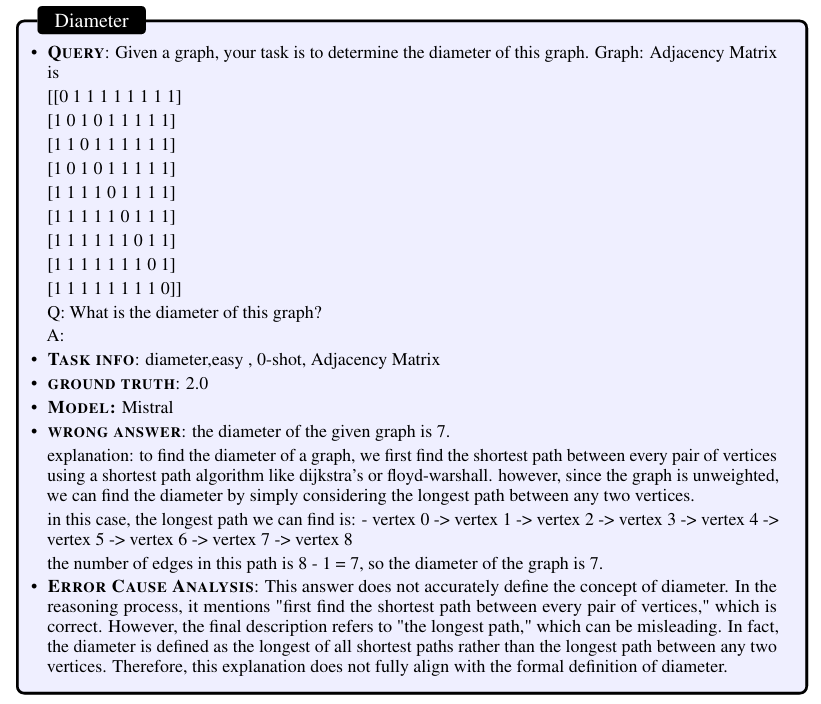 Diameter
• QUERY: Given a graph, your task is to determine the diameter of this graph. Graph: Adjacency Matrix
is
[[0 1 1 1 1 1 1 1 1]
[1 0 1 0 1 1 1 1 1]
[1 1 0 1 1 1 1 1 1]
[1 0 1 0 1 1 1 1 1]
[1 1 1 1 0 1 1 1 1]
[1 1 1 1 1 0 1 1 1]
[1 1 1 1 1 1 0 1 1]
[1 1 1 1 1 1 1 0 1]
[1 1 1 1 1 1 1 1 0]]
Q: What is the diameter of this graph?
A:
• TASK INFO: diameter,easy , 0-shot, Adjacency Matrix
• GROUND TRUTH: 2.0
• MODEL: Mistral
• WRONG ANSWER: the diameter of the given graph is 7.
explanation: to find the diameter of a graph, we first find the shortest path between every pair of vertices
using a shortest path algorithm like dijkstra's or floyd-warshall. however, since the graph is unweighted,
we can find the diameter by simply considering the longest path between any two vertices.
in this case, the longest path we can find is: - vertex 0 -> vertex 1 -> vertex 2 -> vertex 3 -> vertex 4 ->
vertex 5 -> vertex 6 -> vertex 7 -> vertex 8
the number of edges in this path is 8 - 1 = 7, so the diameter of the graph is 7.
• ERROR CAUSE ANALYSIS: This answer does not accurately define the concept of diameter. In the
reasoning process, it mentions "first find the shortest path between every pair of vertices," which is
correct. However, the final description refers to "the longest path," which can be misleading. In fact,
the diameter is defined as the longest of all shortest paths rather than the longest path between any two
vertices. Therefore, this explanation does not fully align with the formal definition of diameter.